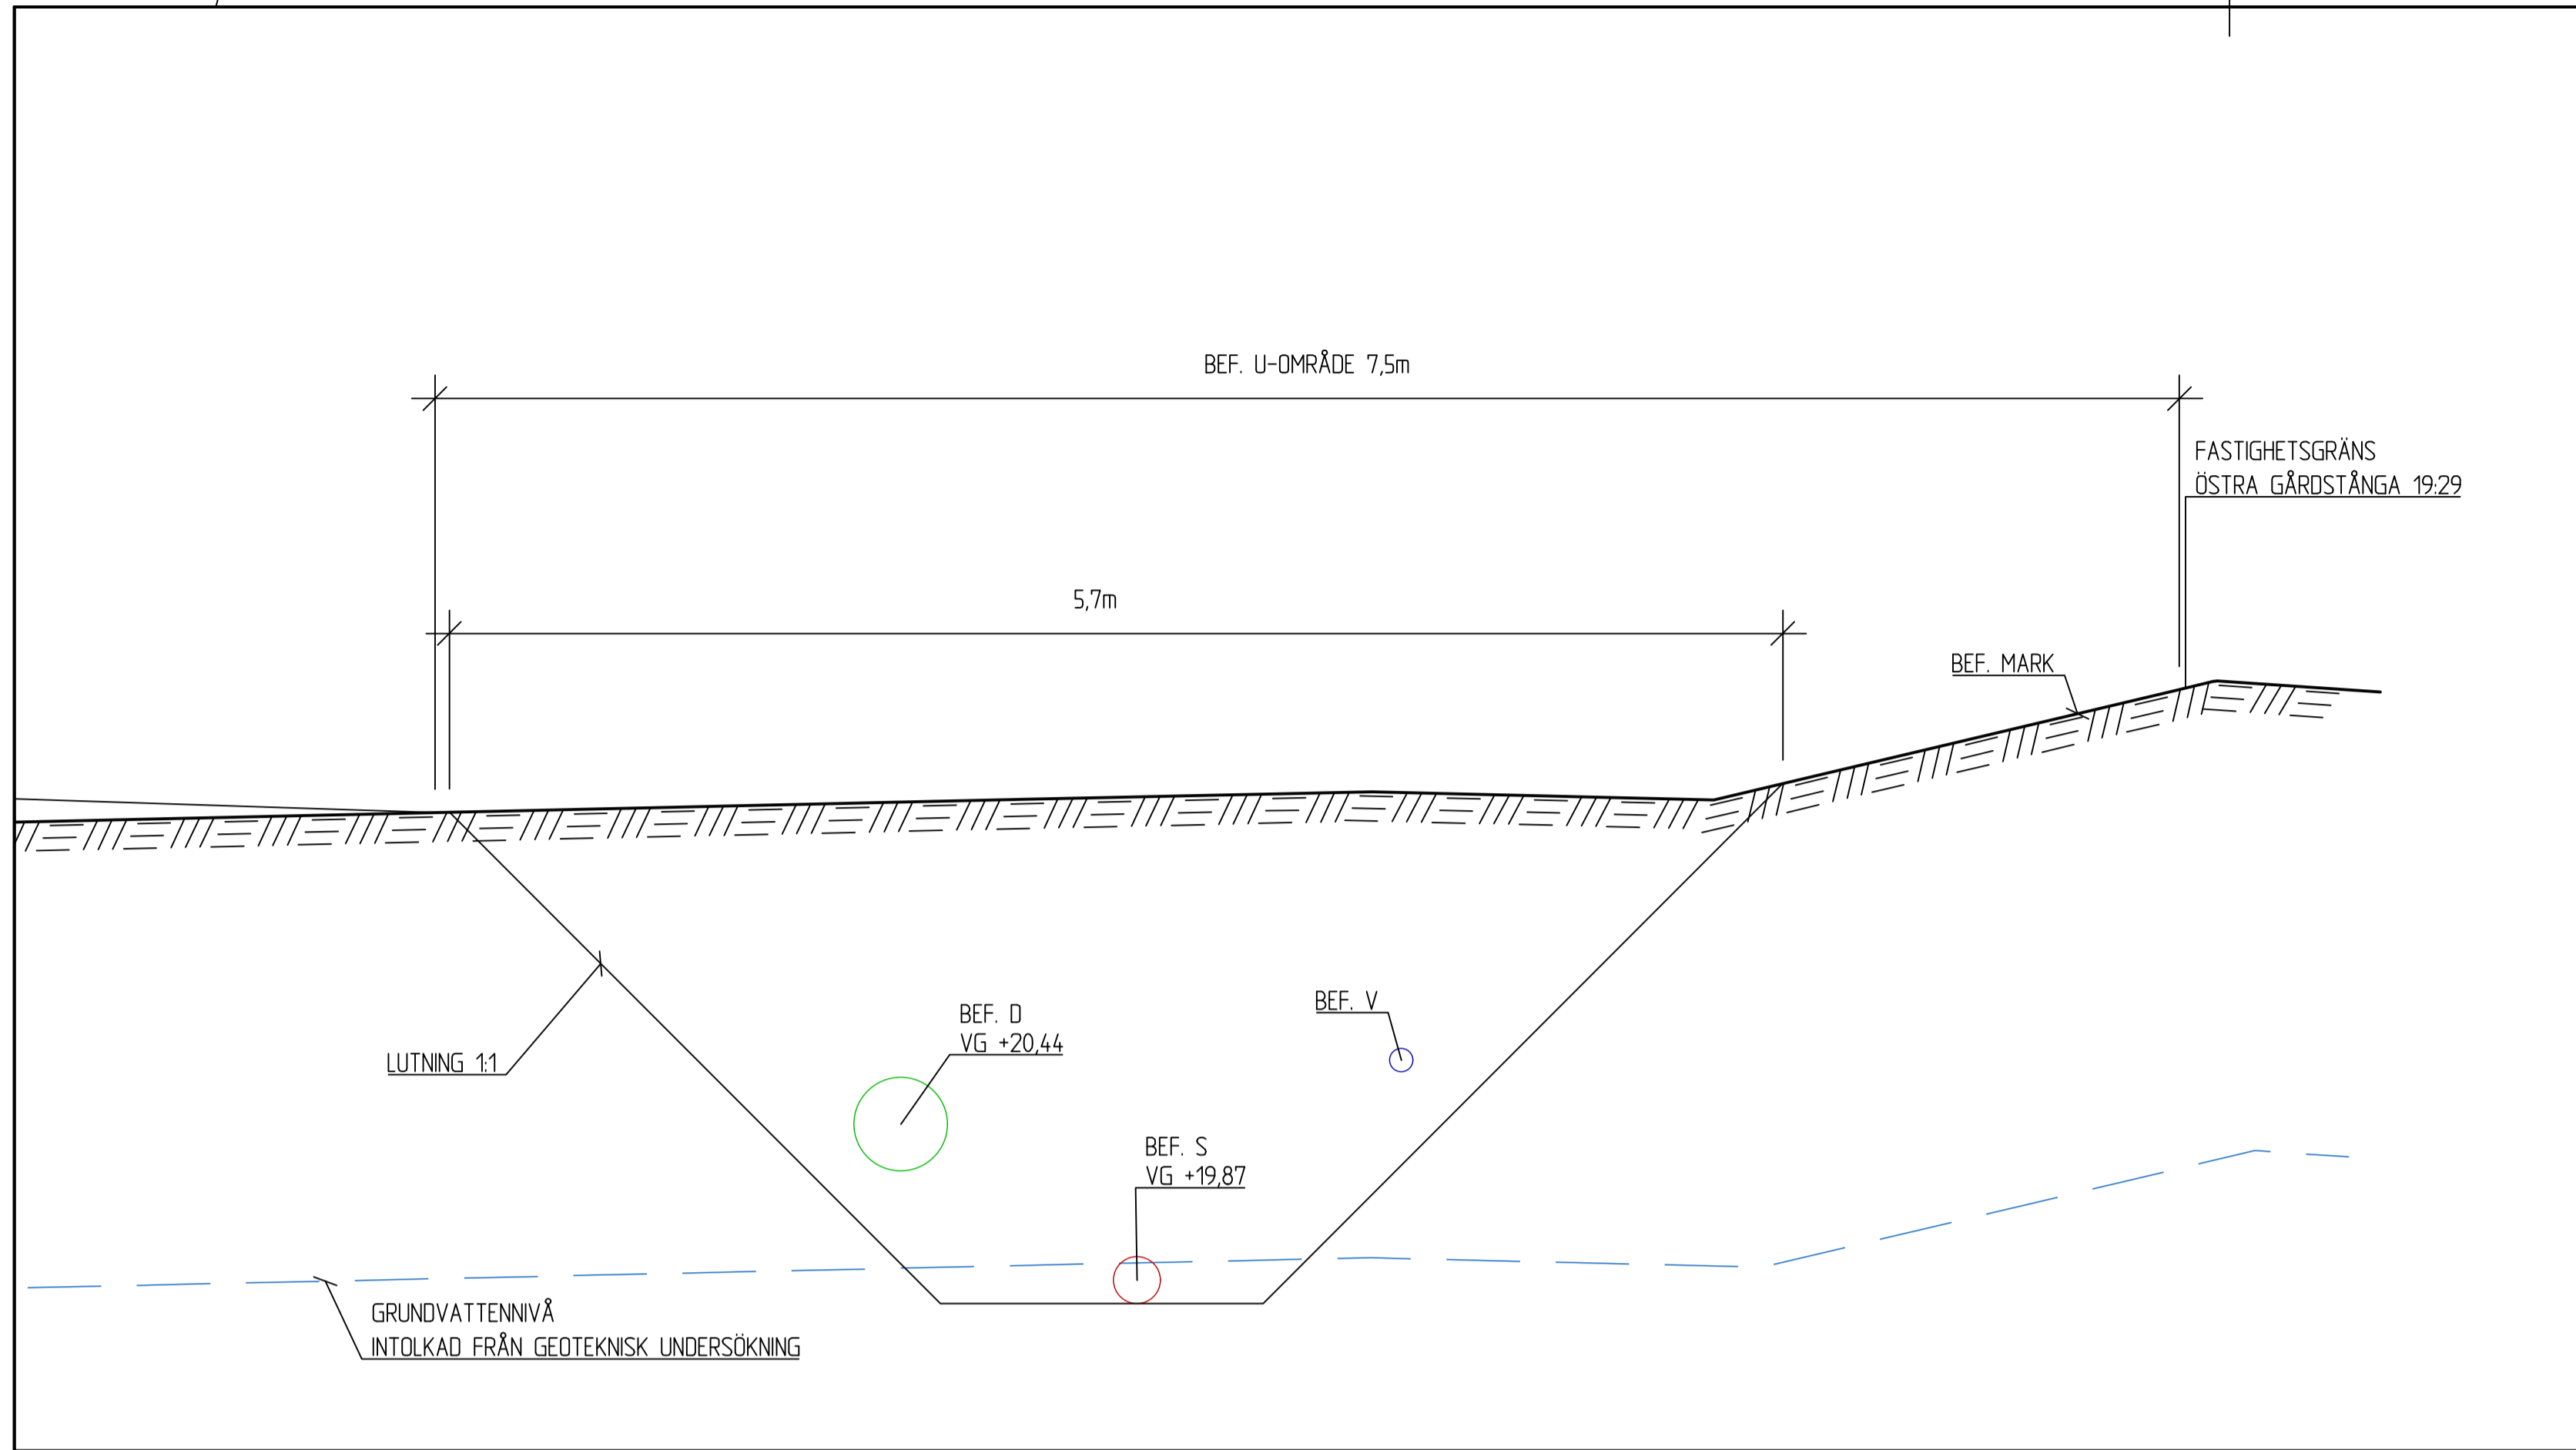 BEF. U-OMRÅDE 7,5m
FASTIGHETSGRÄNS
ÖSTRA GÅRDSTÅNGA 19:29
5,7m
BEF. MARK
BEF. D
VG +20,44
BEF. V
LUTNING 1:1
BEF. S
VG +19,87
GRUNDVATTENNIVÅ
INTOLKAD FRÅN GEOTEKNISK UNDERSÖKNING